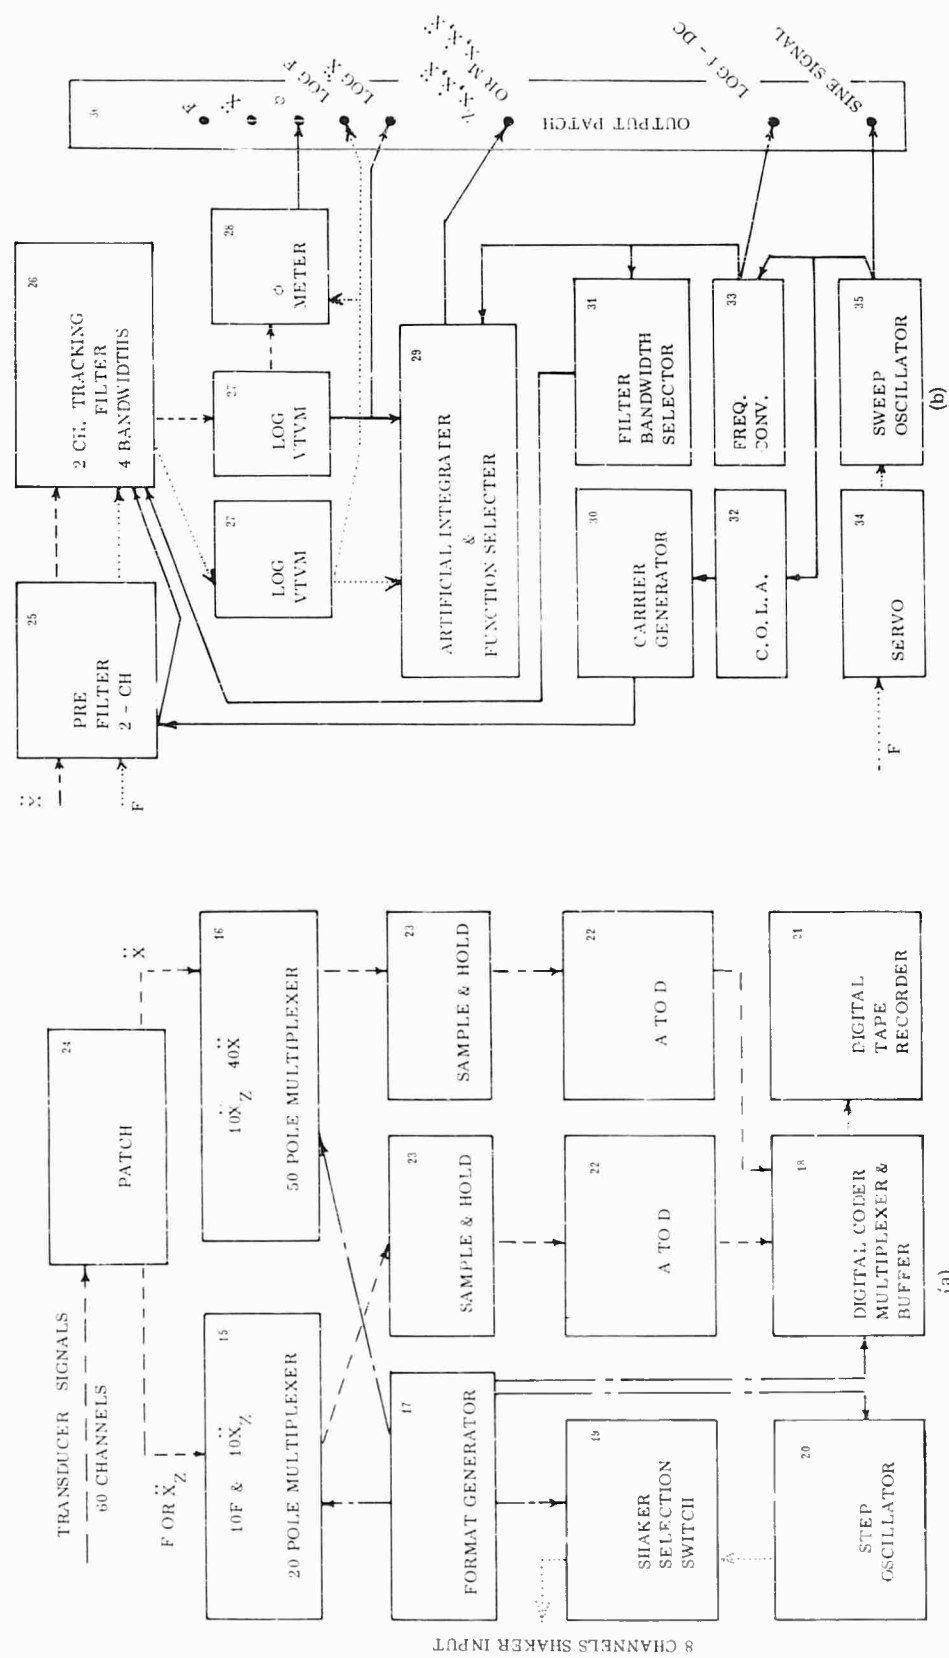 TRANSDUCER SIGNALS
60 CHANNELS
24
PATCH
F OR Ẍ_Z
Ẍ
15
10F & 10Ẍ_Z
20 POLE MULTIPLEXER
16
10Ẍ_Z 40Ẍ
50 POLE MULTIPLEXER
17
FORMAT GENERATOR
23
SAMPLE & HOLD
23
SAMPLE & HOLD
19
SHAKER
SELECTION
SWITCH
22
A TO D
22
A TO D
20
STEP
OSCILLATOR
18
DIGITAL CODER
MULTIPLEXER &
BUFFER
21
DIGITAL
TAPE
RECORDER
8 CHANNELS SHAKER INPUT
(a)
Ẍ
F
25
PRE
FILTER
2 - CH
26
2 CH. TRACKING
FILTER
4 BANDWIDTHS
27
LOG
VTVM
27
LOG
VTVM
28
Φ
METER
29
ARTIFICIAL INTEGRATER
&
FUNCTION SELECTER
30
CARRIER
GENERATOR
31
FILTER
BANDWIDTH
SELECTOR
32
C.O.L.A.
33
FREQ.
CONV.
34
SERVO
F
35
SWEEP
OSCILLATOR
OUTPUT PATCH
F
Ẍ
LOG F
LOG Ẍ
OR M
LOG f - DC
SINE SIGNAL
(b)